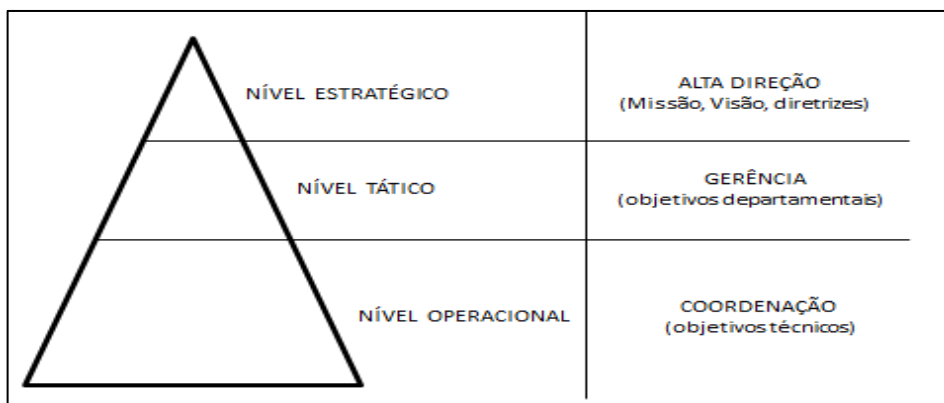 NÍVEL ESTRATÉGICO
ALTA DIREÇÃO
(Missão, Visão, diretrizes)
NÍVEL TÁTICO
GERÊNCIA
(objetivos departamentais)
NÍVEL OPERACIONAL
COORDENAÇÃO
(objetivos técnicos)